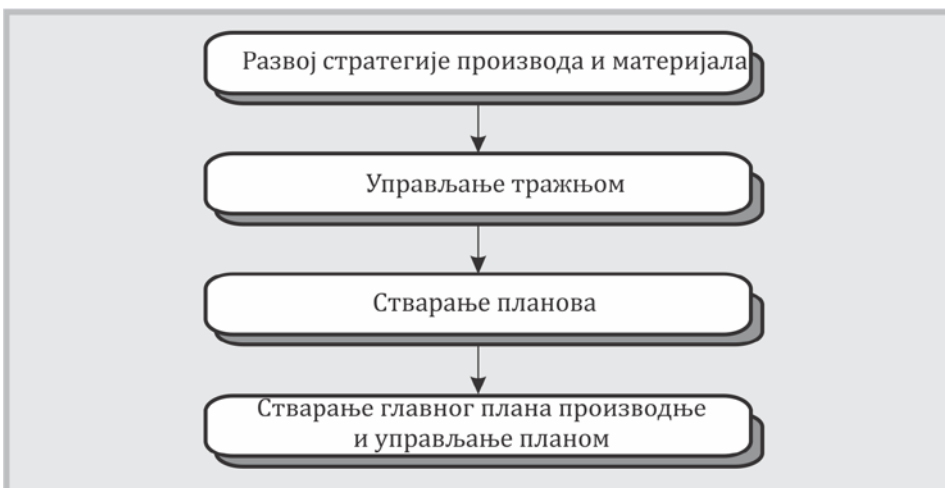 Развој стратегије производа и материјала
Управљање тражњом
Стварање планова
Стварање главног плана производње
и управљање планом